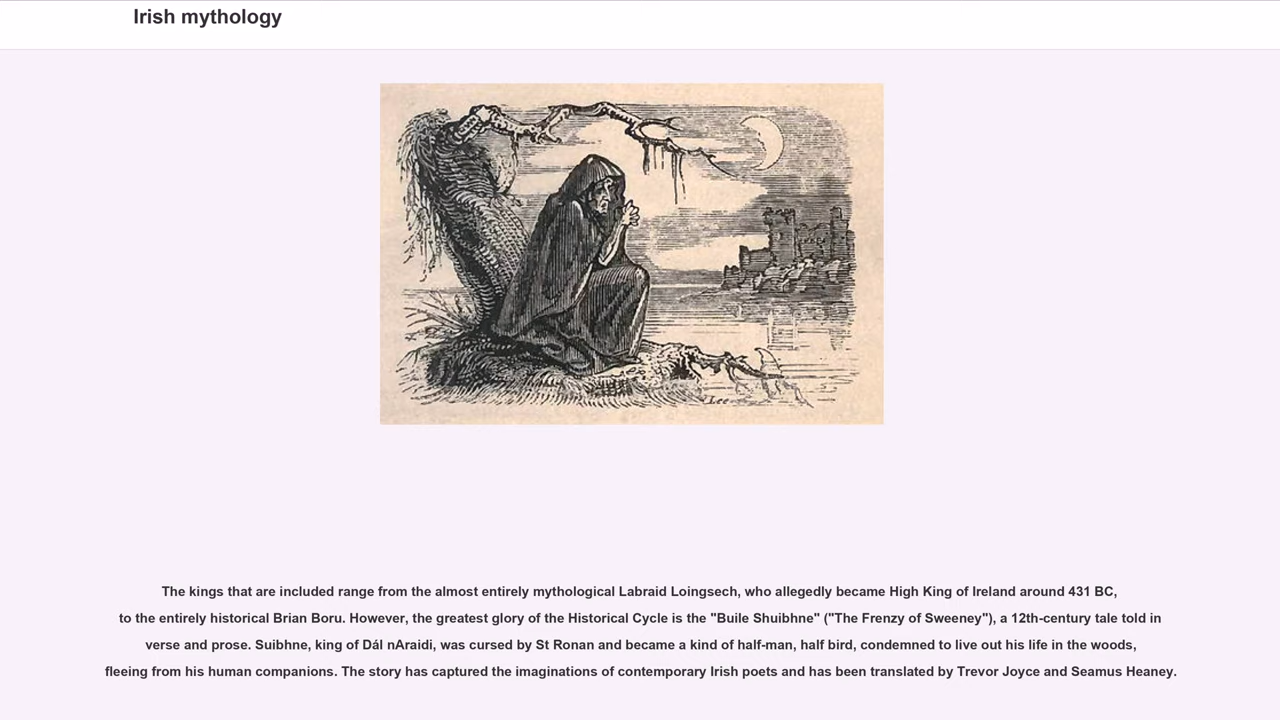 Irish mythology
Lee
The kings that are included range from the almost entirely mythological Labraid Loingsech, who allegedly became High King of Ireland around 431 BC,
to the entirely historical Brian Boru. However, the greatest glory of the Historical Cycle is the "Buile Shuibhne" ("The Frenzy of Sweeney"), a 12th-century tale told in
verse and prose. Suibhne, king of Dál nAraidi, was cursed by St Ronan and became a kind of half-man, half bird, condemned to live out his life in the woods,
fleeing from his human companions. The story has captured the imaginations of contemporary Irish poets and has been translated by Trevor Joyce and Seamus Heaney.